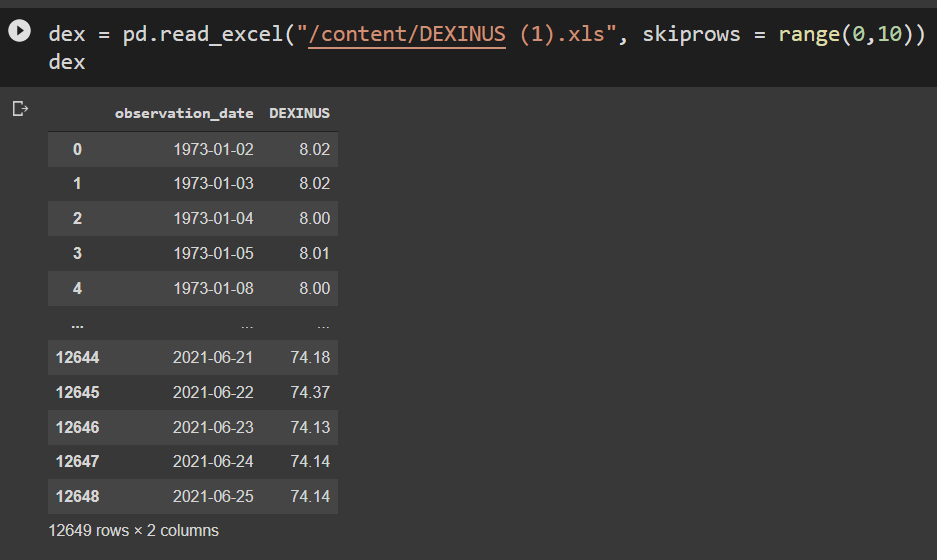 dex = pd.read_excel("/content/DEXINUS (1).xls", skiprows = range(0,10))
dex
observation_date DEXINUS
0 1973-01-02 8.02
1 1973-01-03 8.02
2 1973-01-04 8.00
3 1973-01-05 8.01
4 1973-01-08 8.00
... ... ...
12644 2021-06-21 74.18
12645 2021-06-22 74.37
12646 2021-06-23 74.13
12647 2021-06-24 74.14
12648 2021-06-25 74.14
12649 rows × 2 columns